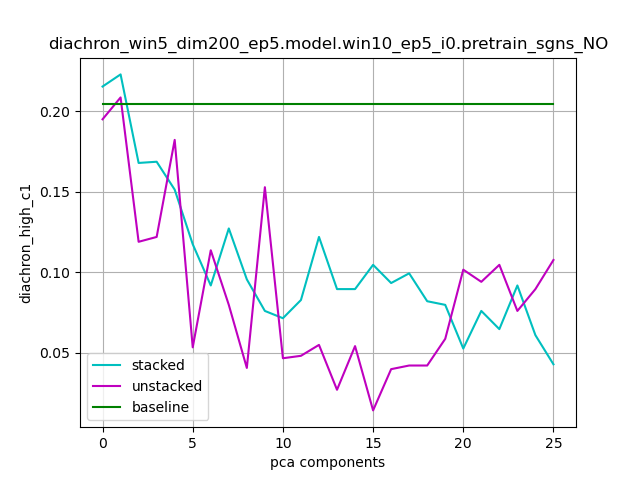 diachron_win5_dim200_ep5.model.win10_ep5_i0.pretrain_sgns_NO
diachron_high_c1
0.20
0.15
0.10
0.05
stacked
unstacked
baseline
0 5 10 15 20 25
pca components